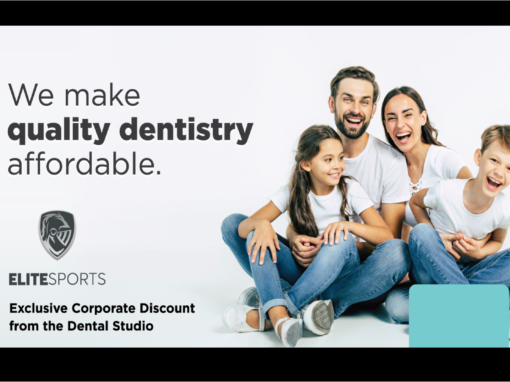 We make
quality dentistry
affordable.
ELITESPORTS
Exclusive Corporate Discount
from the Dental Studio